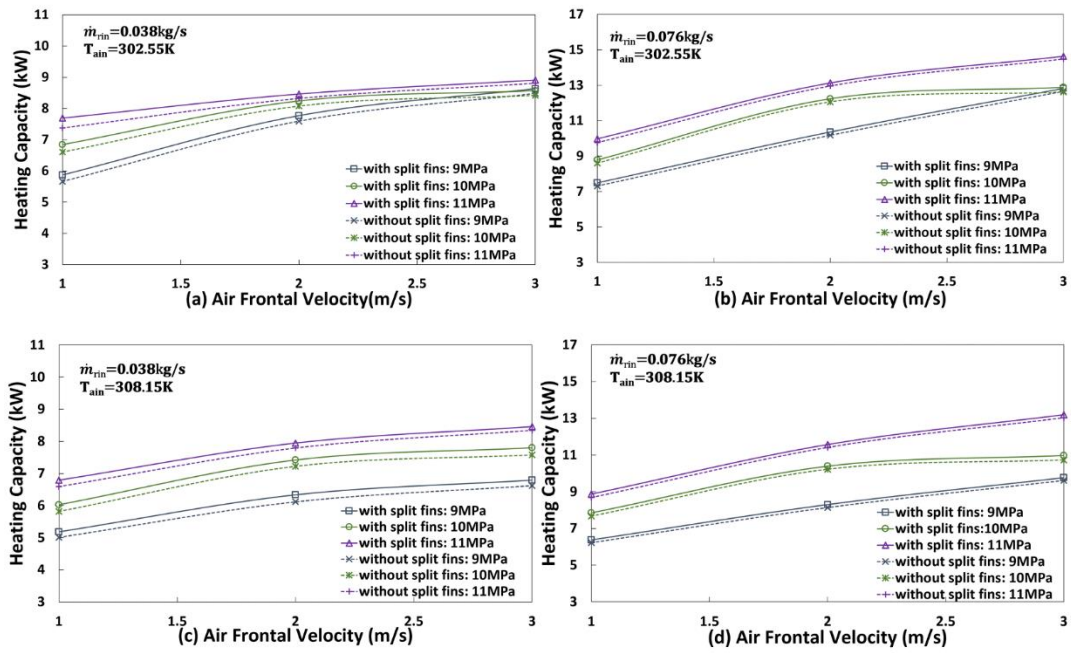 11
10
9
8
7
6
5
4
3
Heating Capacity (kW)
ṁrin=0.038kg/s
Tain=302.55K
with split fins: 9MPa
with split fins: 10MPa
with split fins: 11MPa
without split fins: 9MPa
without split fins: 10MPa
without split fins: 11MPa
1 1.5 2 2.5 3
(a) Air Frontal Velocity(m/s)
17
15
13
11
9
7
5
3
Heating Capacity (kW)
ṁrin=0.076kg/s
Tain=302.55K
with split fins: 9MPa
with split fins: 10MPa
with split fins: 11MPa
without split fins: 9MPa
without split fins: 10MPa
without split fins: 11MPa
1 1.5 2 2.5 3
(b) Air Frontal Velocity (m/s)
11
10
9
8
7
6
5
4
3
Heating Capacity (kW)
ṁrin=0.038kg/s
Tain=308.15K
with split fins: 9MPa
with split fins: 10MPa
with split fins: 11MPa
without split fins: 9MPa
without split fins: 10MPa
without split fins: 11MPa
1 1.5 2 2.5 3
(c) Air Frontal Velocity (m/s)
17
15
13
11
9
7
5
3
Heating Capacity (kW)
ṁrin=0.076kg/s
Tain=308.15K
with split fins: 9MPa
with split fins:10MPa
with split fins: 11MPa
without split fins: 9MPa
without split fins: 10MPa
without split fins: 11MPa
1 1.5 2 2.5 3
(d) Air Frontal Velocity (m/s)